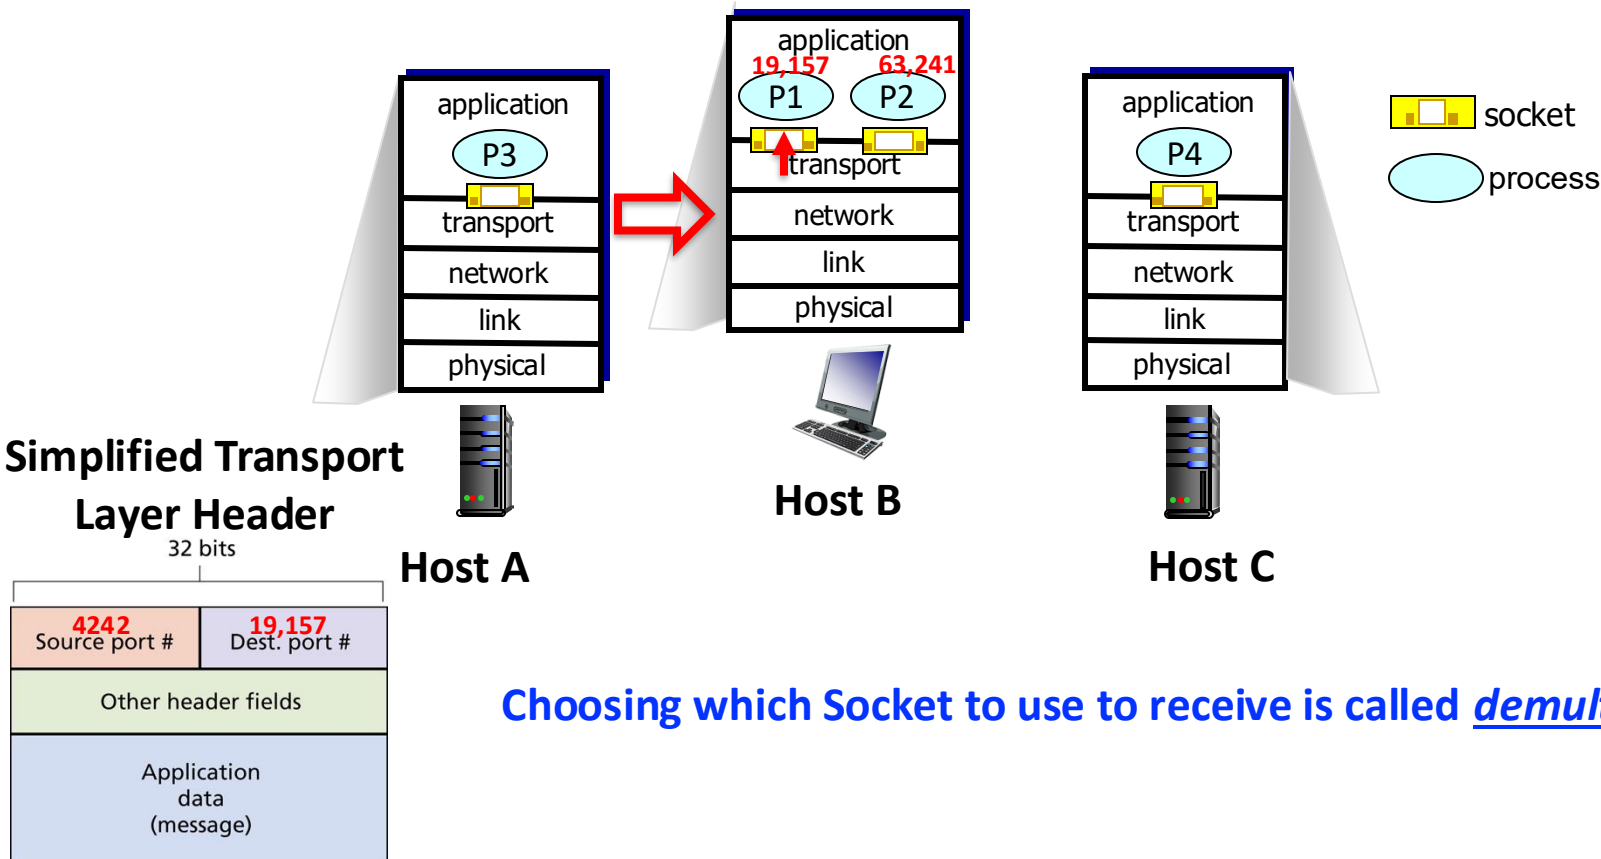 application
19,157
63,241
P1
P2
transport
network
link
physical
Host B
application
P3
transport
network
link
physical
Host A
application
P4
transport
network
link
physical
Host C
socket
process
Simplified Transport
Layer Header
32 bits
4242
19,157
Source port #
Dest. port #
Other header fields
Application
data
(message)
Choosing which Socket to use to receive is called